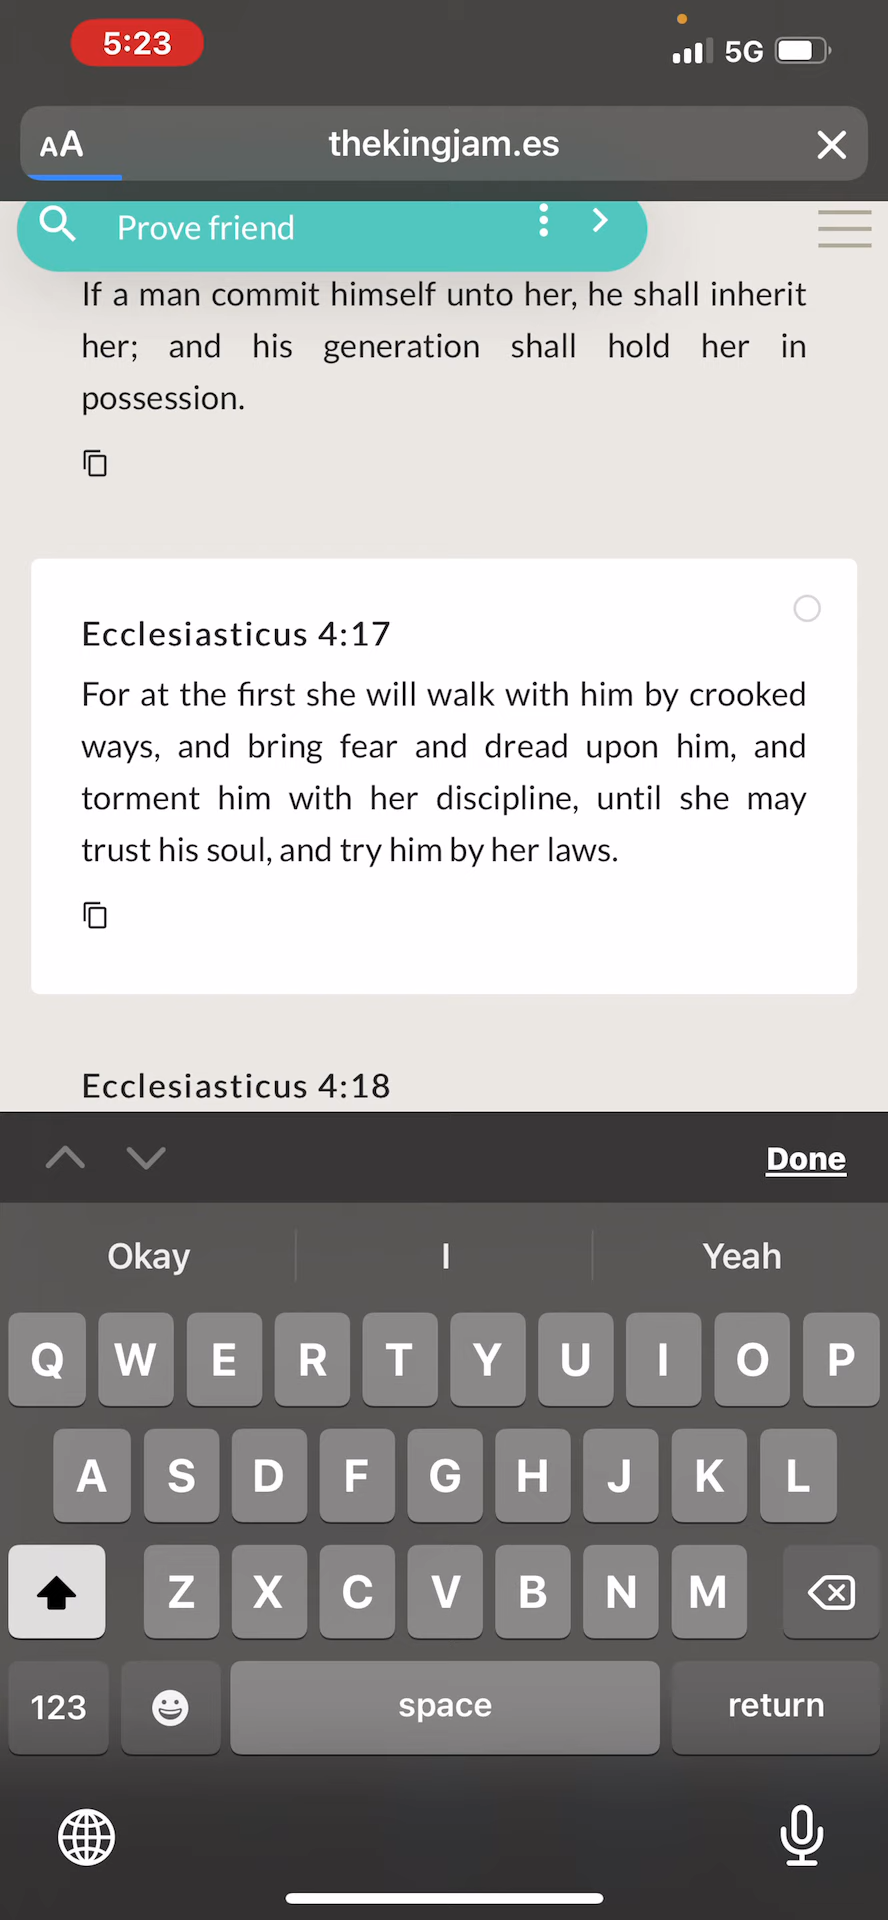 5:23
5G
AA
thekingjam.es
Prove friend
If a man commit himself unto her, he shall inherit
her; and his generation shall hold her in
possession.
Ecclesiasticus 4:17
For at the first she will walk with him by crooked
ways, and bring fear and dread upon him, and
torment him with her discipline, until she may
trust his soul, and try him by her laws.
Ecclesiasticus 4:18
Done
Okay I Yeah
Q W E R T Y U I O P
A S D F G H J K L
Z X C V B N M
123 space return